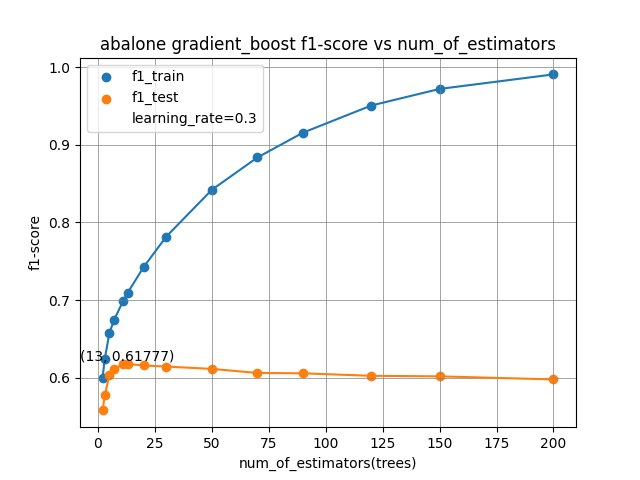 abalone gradient_boost f1-score vs num_of_estimators
f1_train
f1_test
learning_rate=0.3
1.0
0.9
0.8
0.7
0.6
f1-score
(13, 0.61777)
0
25
50
75
100
125
150
175
200
num_of_estimators(trees)